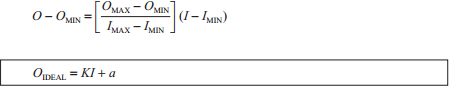 O − O_MIN = [ (O_MAX − O_MIN) / (I_MAX − I_MIN) ] (I − I_MIN)
O_IDEAL = KI + a